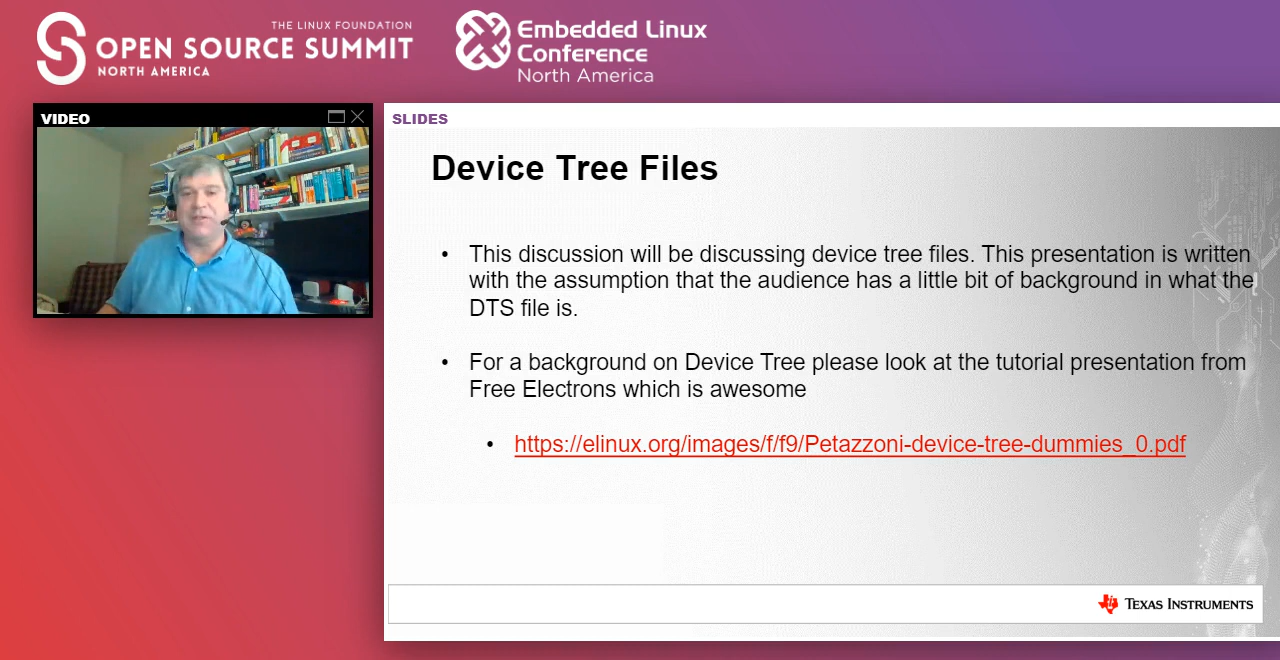 THE LINUX FOUNDATION
OPEN SOURCE SUMMIT
NORTH AMERICA
Embedded Linux
Conference
North America
VIDEO
SLIDES
Device Tree Files
• This discussion will be discussing device tree files. This presentation is written
with the assumption that the audience has a little bit of background in what the
DTS file is.
• For a background on Device Tree please look at the tutorial presentation from
Free Electrons which is awesome
• https://elinux.org/images/f/f9/Petazzoni-device-tree-dummies_0.pdf
TEXAS INSTRUMENTS